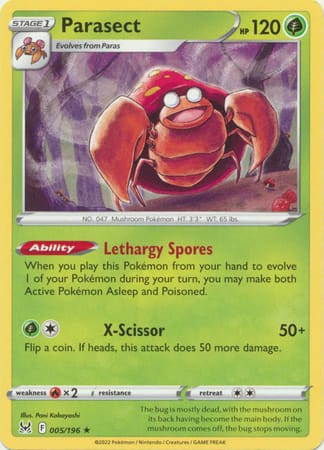 STAGE 1
Parasect
HP 120
Evolves from Paras
NO. 047 Mushroom Pokémon HT: 3'3" WT: 65 lbs.
Ability Lethargy Spores
When you play this Pokémon from your hand to evolve
1 of your Pokémon during your turn, you may make both
Active Pokémon Asleep and Poisoned.
X-Scissor 50+
Flip a coin. If heads, this attack does 50 more damage.
weakness ×2 resistance retreat
Illus. Pani Kobayashi
F 005/196 ★
The bug is mostly dead, with the mushroom on
its back having become the main body. If the
mushroom comes off, the bug stops moving.
©2022 Pokémon / Nintendo / Creatures / GAME FREAK